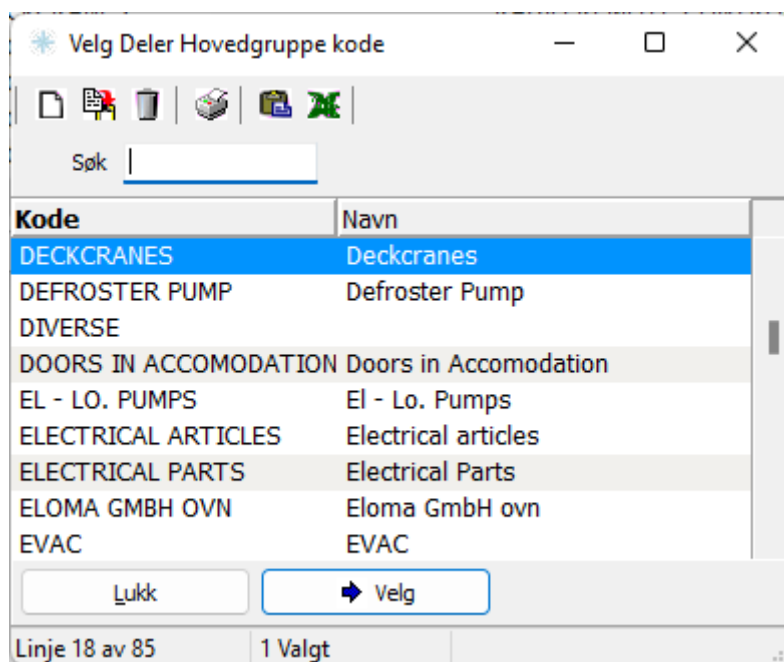 Velg Deler Hovedgruppe kode
Søk
Kode Navn
DECKCRANES Deckcranes
DEFROSTER PUMP Defroster Pump
DIVERSE
DOORS IN ACCOMODATION Doors in Accomodation
EL - LO. PUMPS El - Lo. Pumps
ELECTRICAL ARTICLES Electrical articles
ELECTRICAL PARTS Electrical Parts
ELOMA GMBH OVN Eloma GmbH ovn
EVAC EVAC
Lukk Velg
Linje 18 av 85 1 Valgt